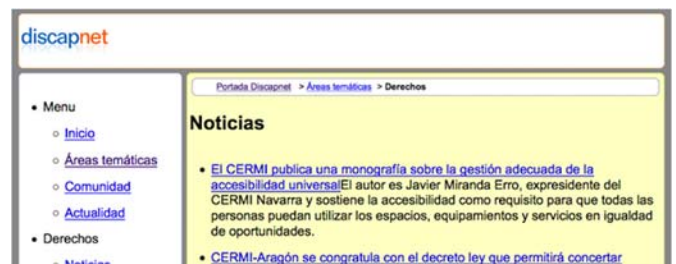 discapnet
Portada Discapnet > Áreas temáticas > Derechos
Menu
Inicio
Áreas temáticas
Comunidad
Actualidad
Derechos
Noticias
Noticias
El CERMI publica una monografía sobre la gestión adecuada de la
accesibilidad universalEl autor es Javier Miranda Erro, expresidente del
CERMI Navarra y sostiene la accesibilidad como requisito para que todas las
personas puedan utilizar los espacios, equipamientos y servicios en igualdad
de oportunidades.
CERMI-Aragón se congratula con el decreto ley que permitirá concertar